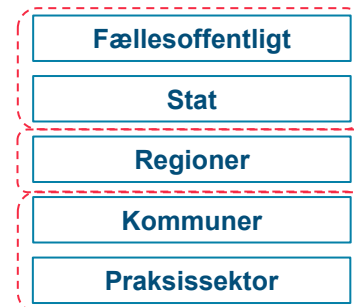 Fællesoffentligt
Stat
Regioner
Kommuner
Praksissektor